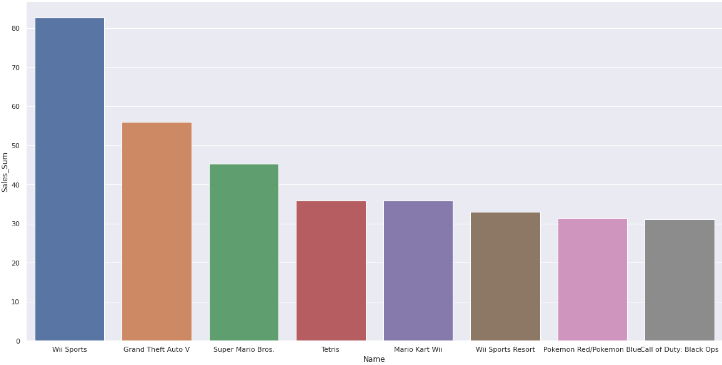 Sales_Sum
80
70
60
50
40
30
20
10
0
Wii Sports
Grand Theft Auto V
Super Mario Bros.
Tetris
Mario Kart Wii
Wii Sports Resort
Pokemon Red/Pokemon Blue
Call of Duty: Black Ops
Name